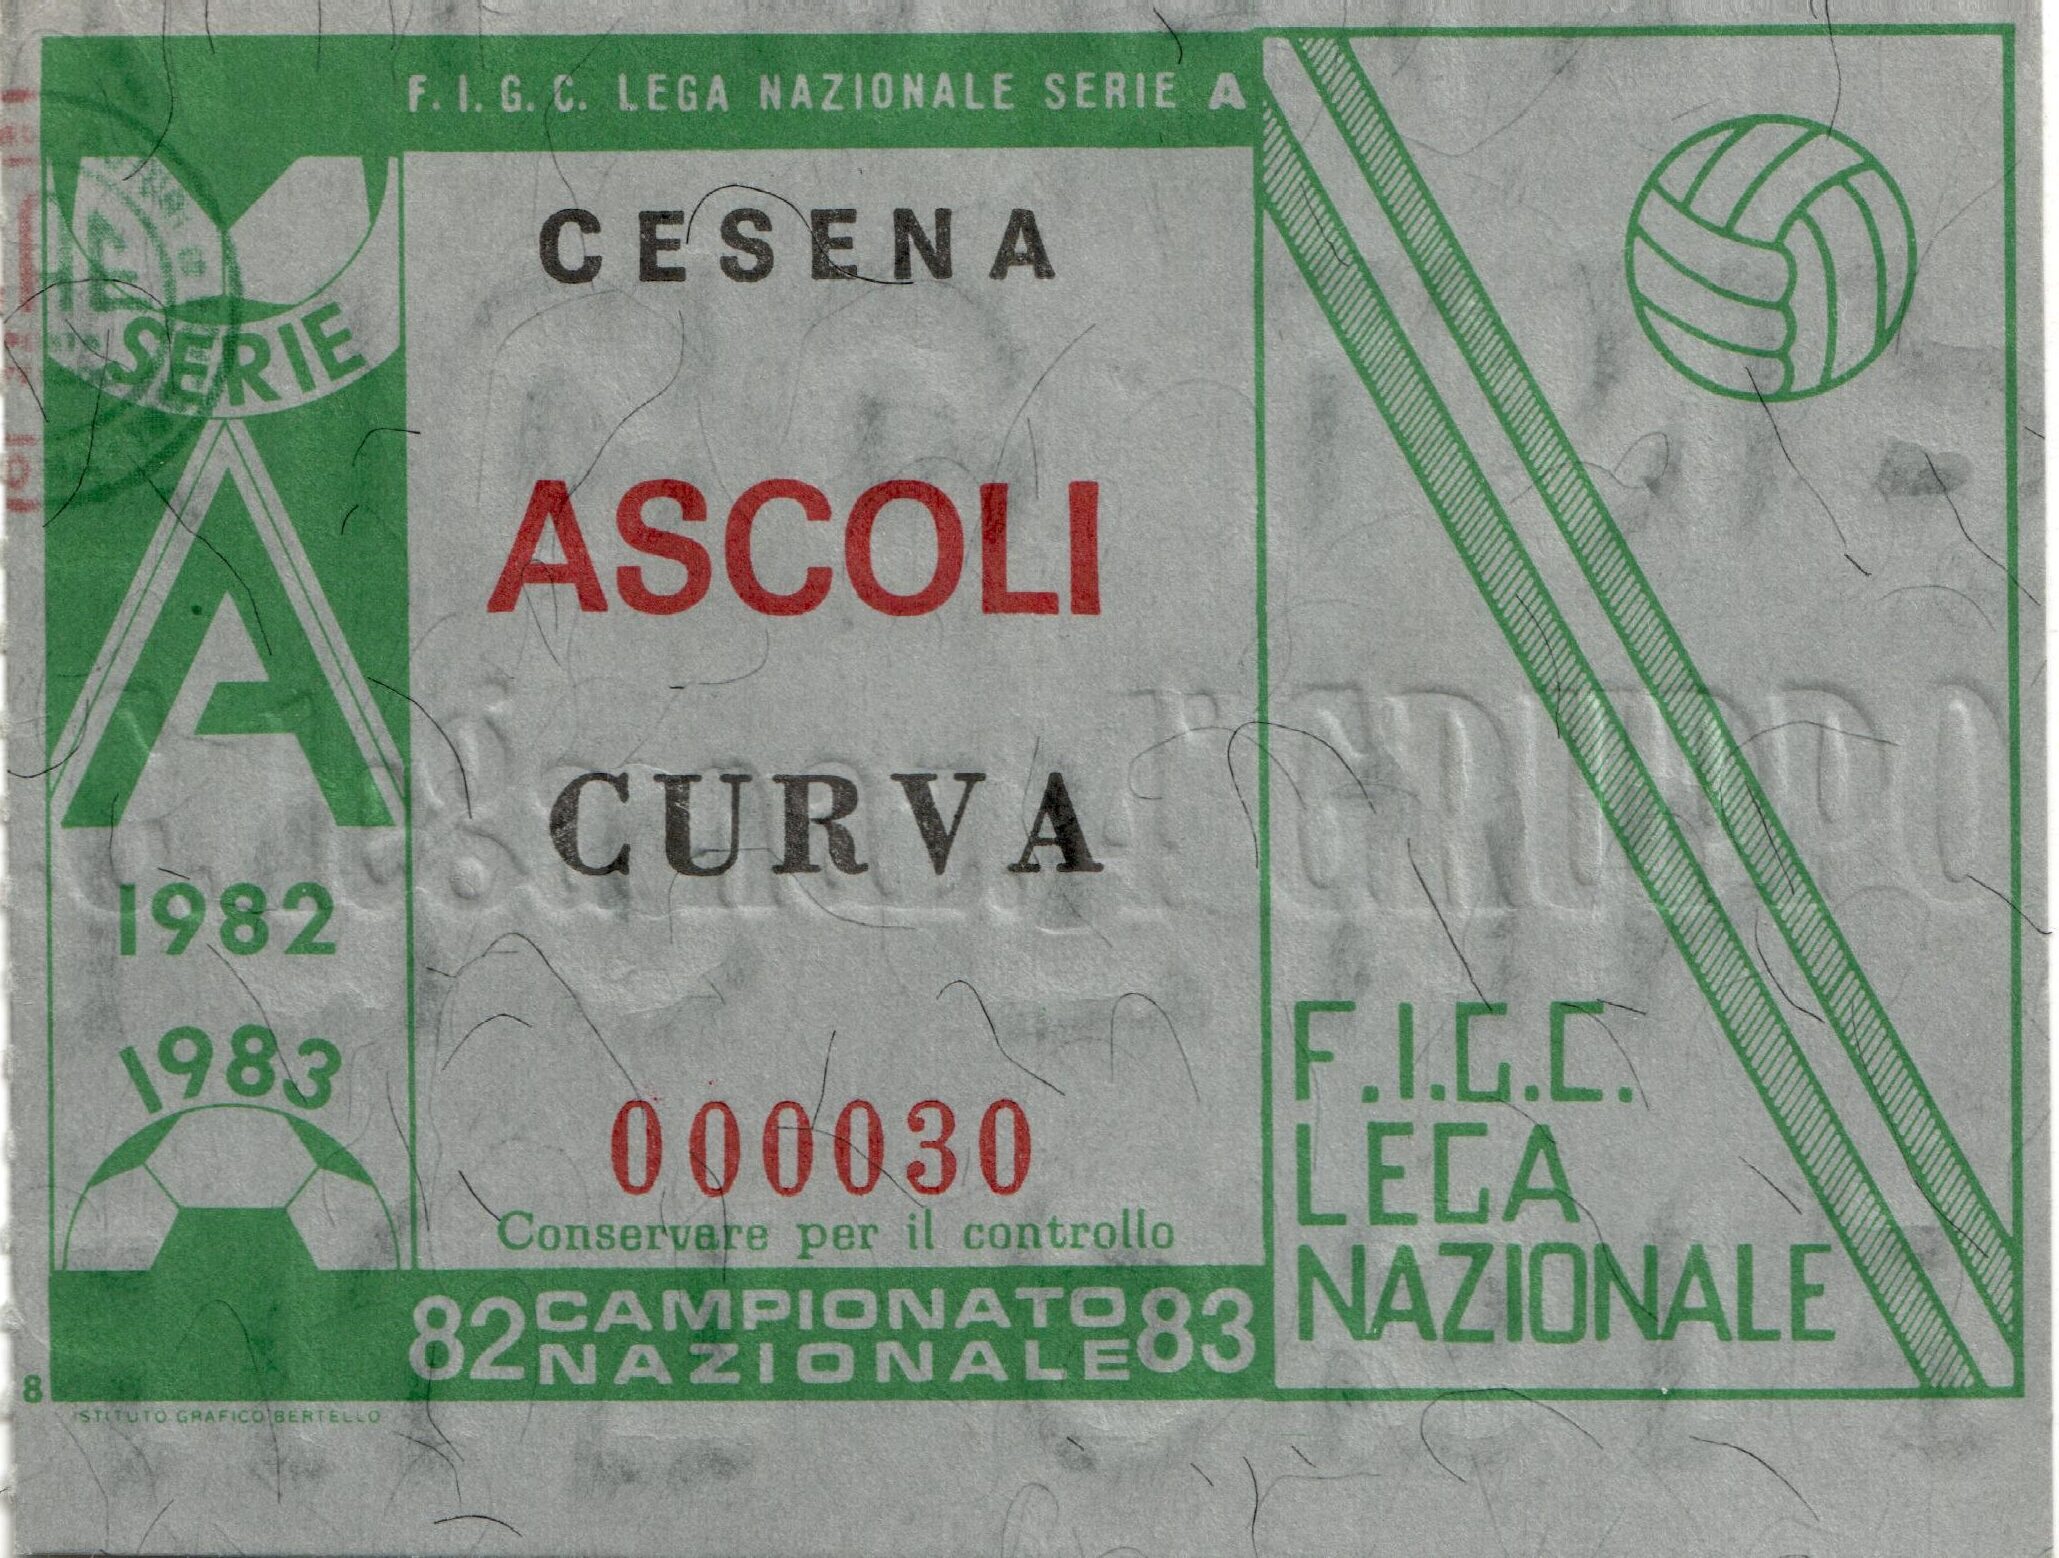 F. I. G. C. LEGA NAZIONALE SERIE A
SERIE
A
1982
1983
CESENA
ASCOLI
CURVA
000030
Conservare per il controllo
82 CAMPIONATO NAZIONALE 83
F.I.G.C.
LEGA
NAZIONALE
8
ISTITUTO GRAFICO BERTELLO